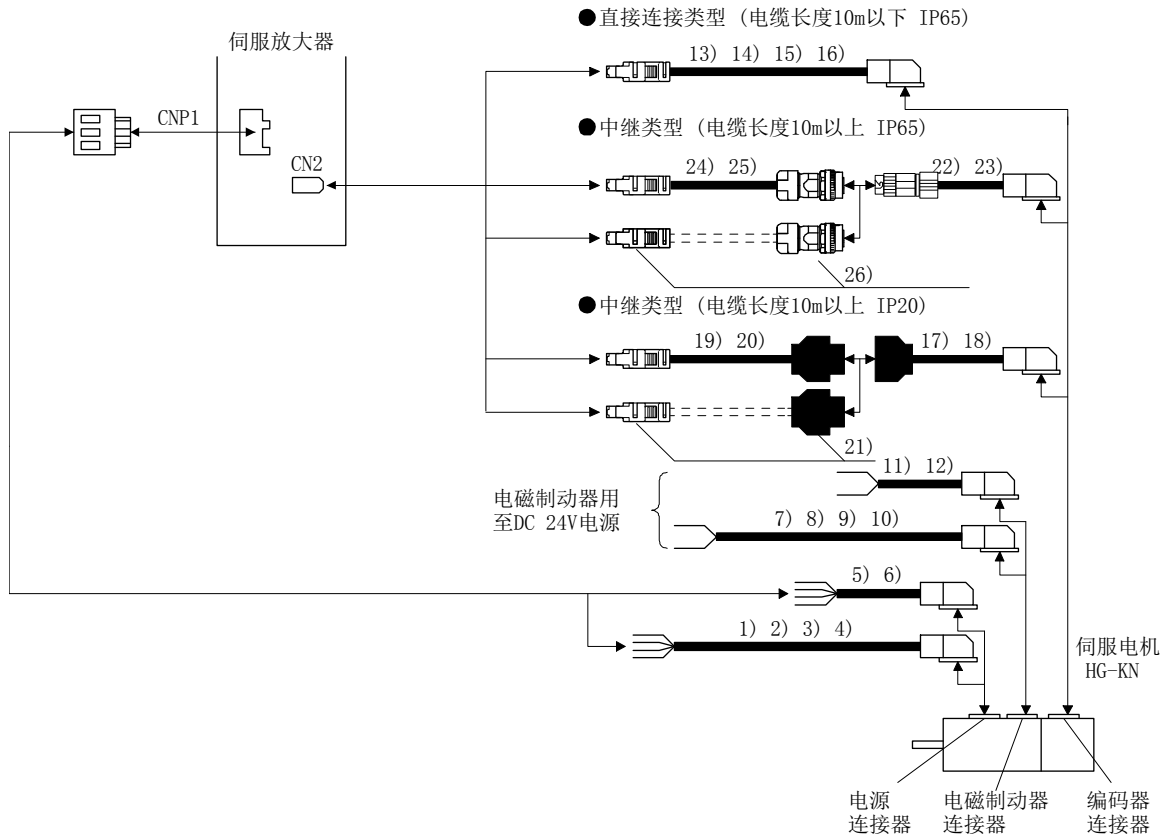 ●直接连接类型 (电缆长度10m以下 IP65)
伺服放大器
13) 14) 15) 16)
CNP1
●中继类型 (电缆长度10m以上 IP65)
CN2
24) 25)
22) 23)
26)
●中继类型 (电缆长度10m以上 IP20)
19) 20)
17) 18)
21)
11) 12)
电磁制动器用
至DC 24V电源
7) 8) 9) 10)
5) 6)
1) 2) 3) 4)
伺服电机
HG-KN
电源
连接器
电磁制动器
连接器
编码器
连接器